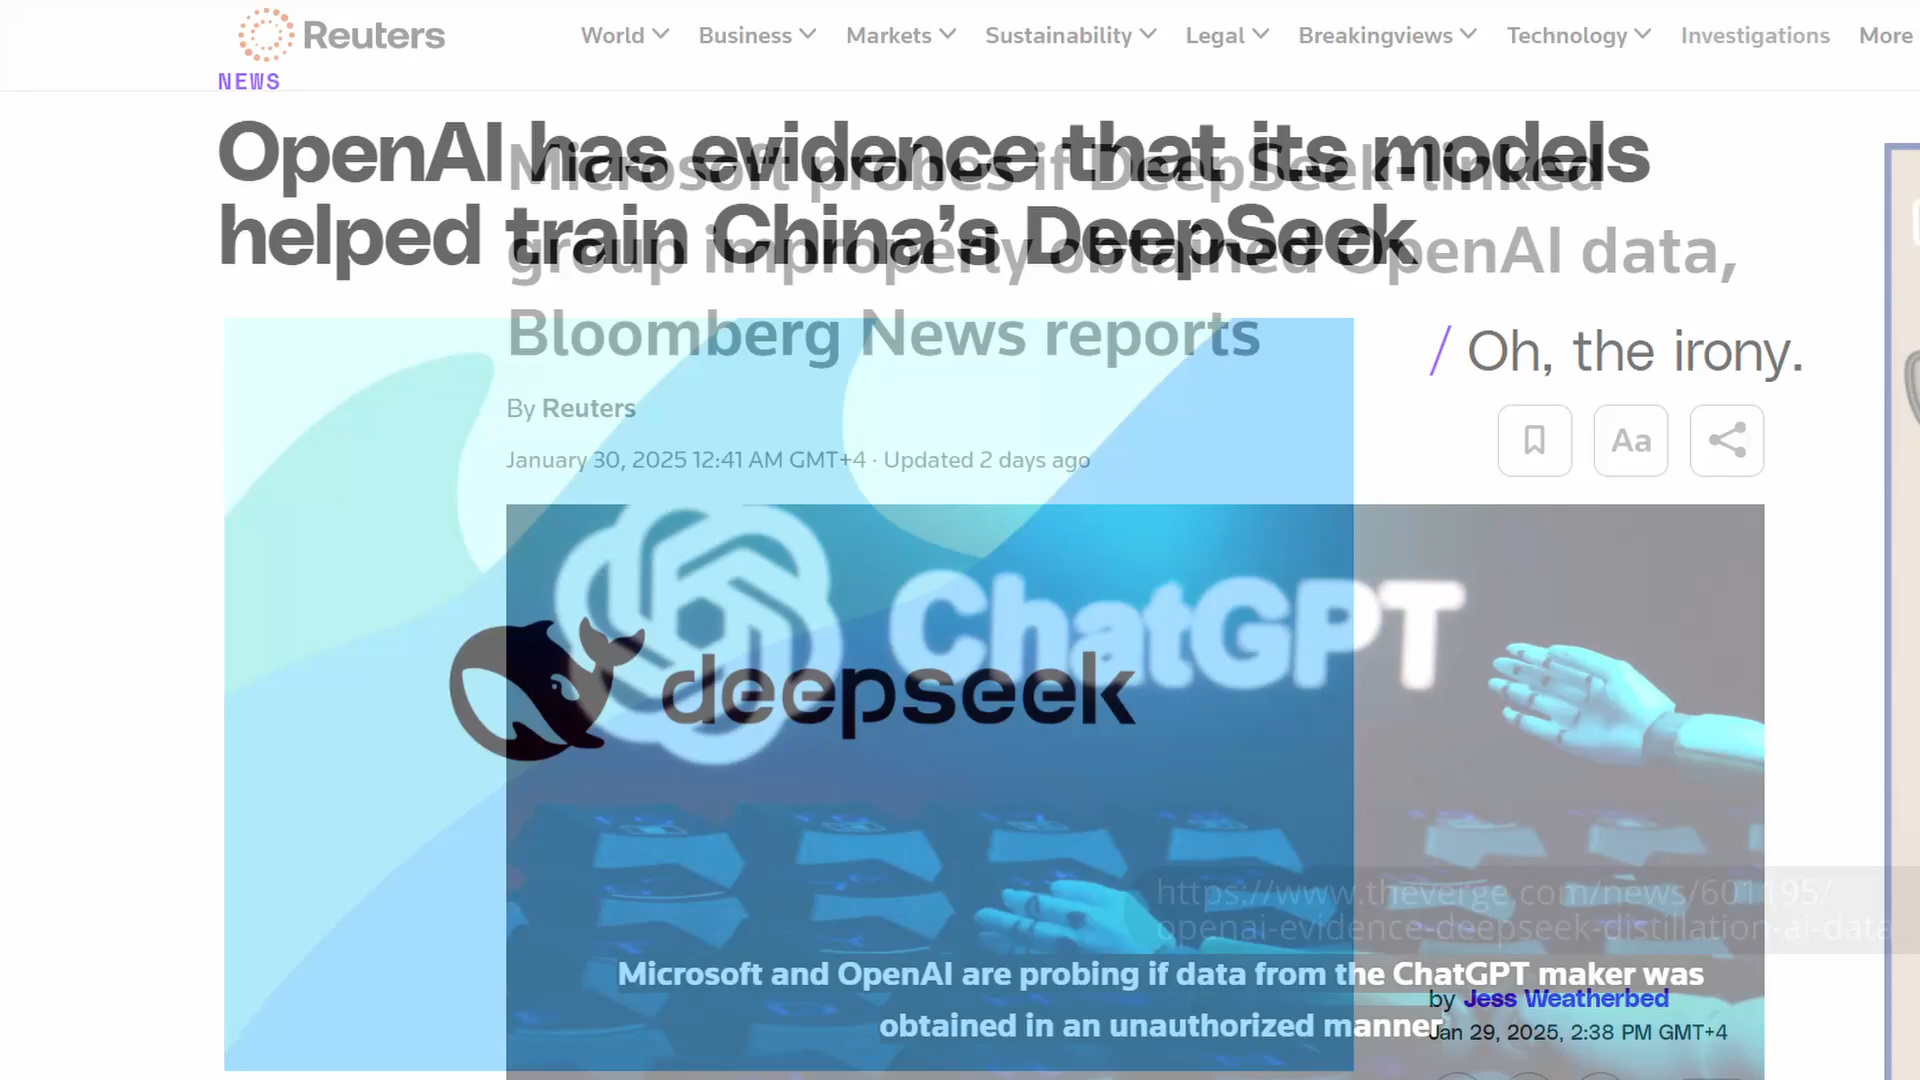 Reuters
World Business Markets Sustainability Legal Breakingviews Technology Investigations More
NEWS
OpenAI has evidence that its models
helped train China’s DeepSeek
Microsoft probes if DeepSeek-linked
group improperly obtained OpenAI data,
Bloomberg News reports
/ Oh, the irony.
By Reuters
Aa
January 30, 2025 12:41 AM GMT+4 · Updated 2 days ago
ChatGPT
deepseek
https://www.theverge.com/news/601195/
openai-evidence-deepseek-distillation-ai-data
Microsoft and OpenAI are probing if data from the ChatGPT maker was
obtained in an unauthorized manner
by Jess Weatherbed
Jan 29, 2025, 2:38 PM GMT+4